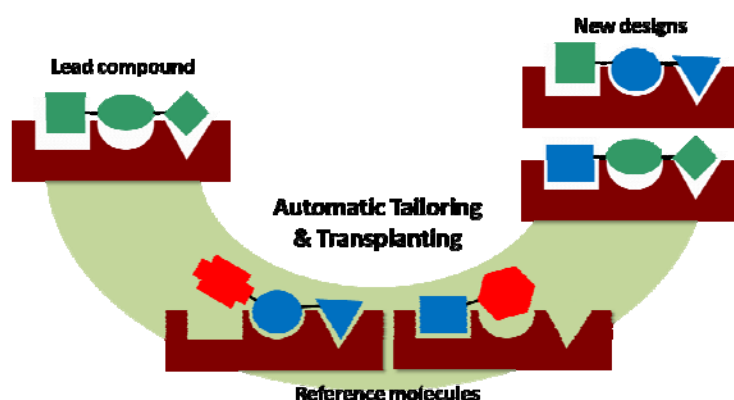 New designs
Lead compound
Automatic Tailoring
& Transplanting
Reference molecules